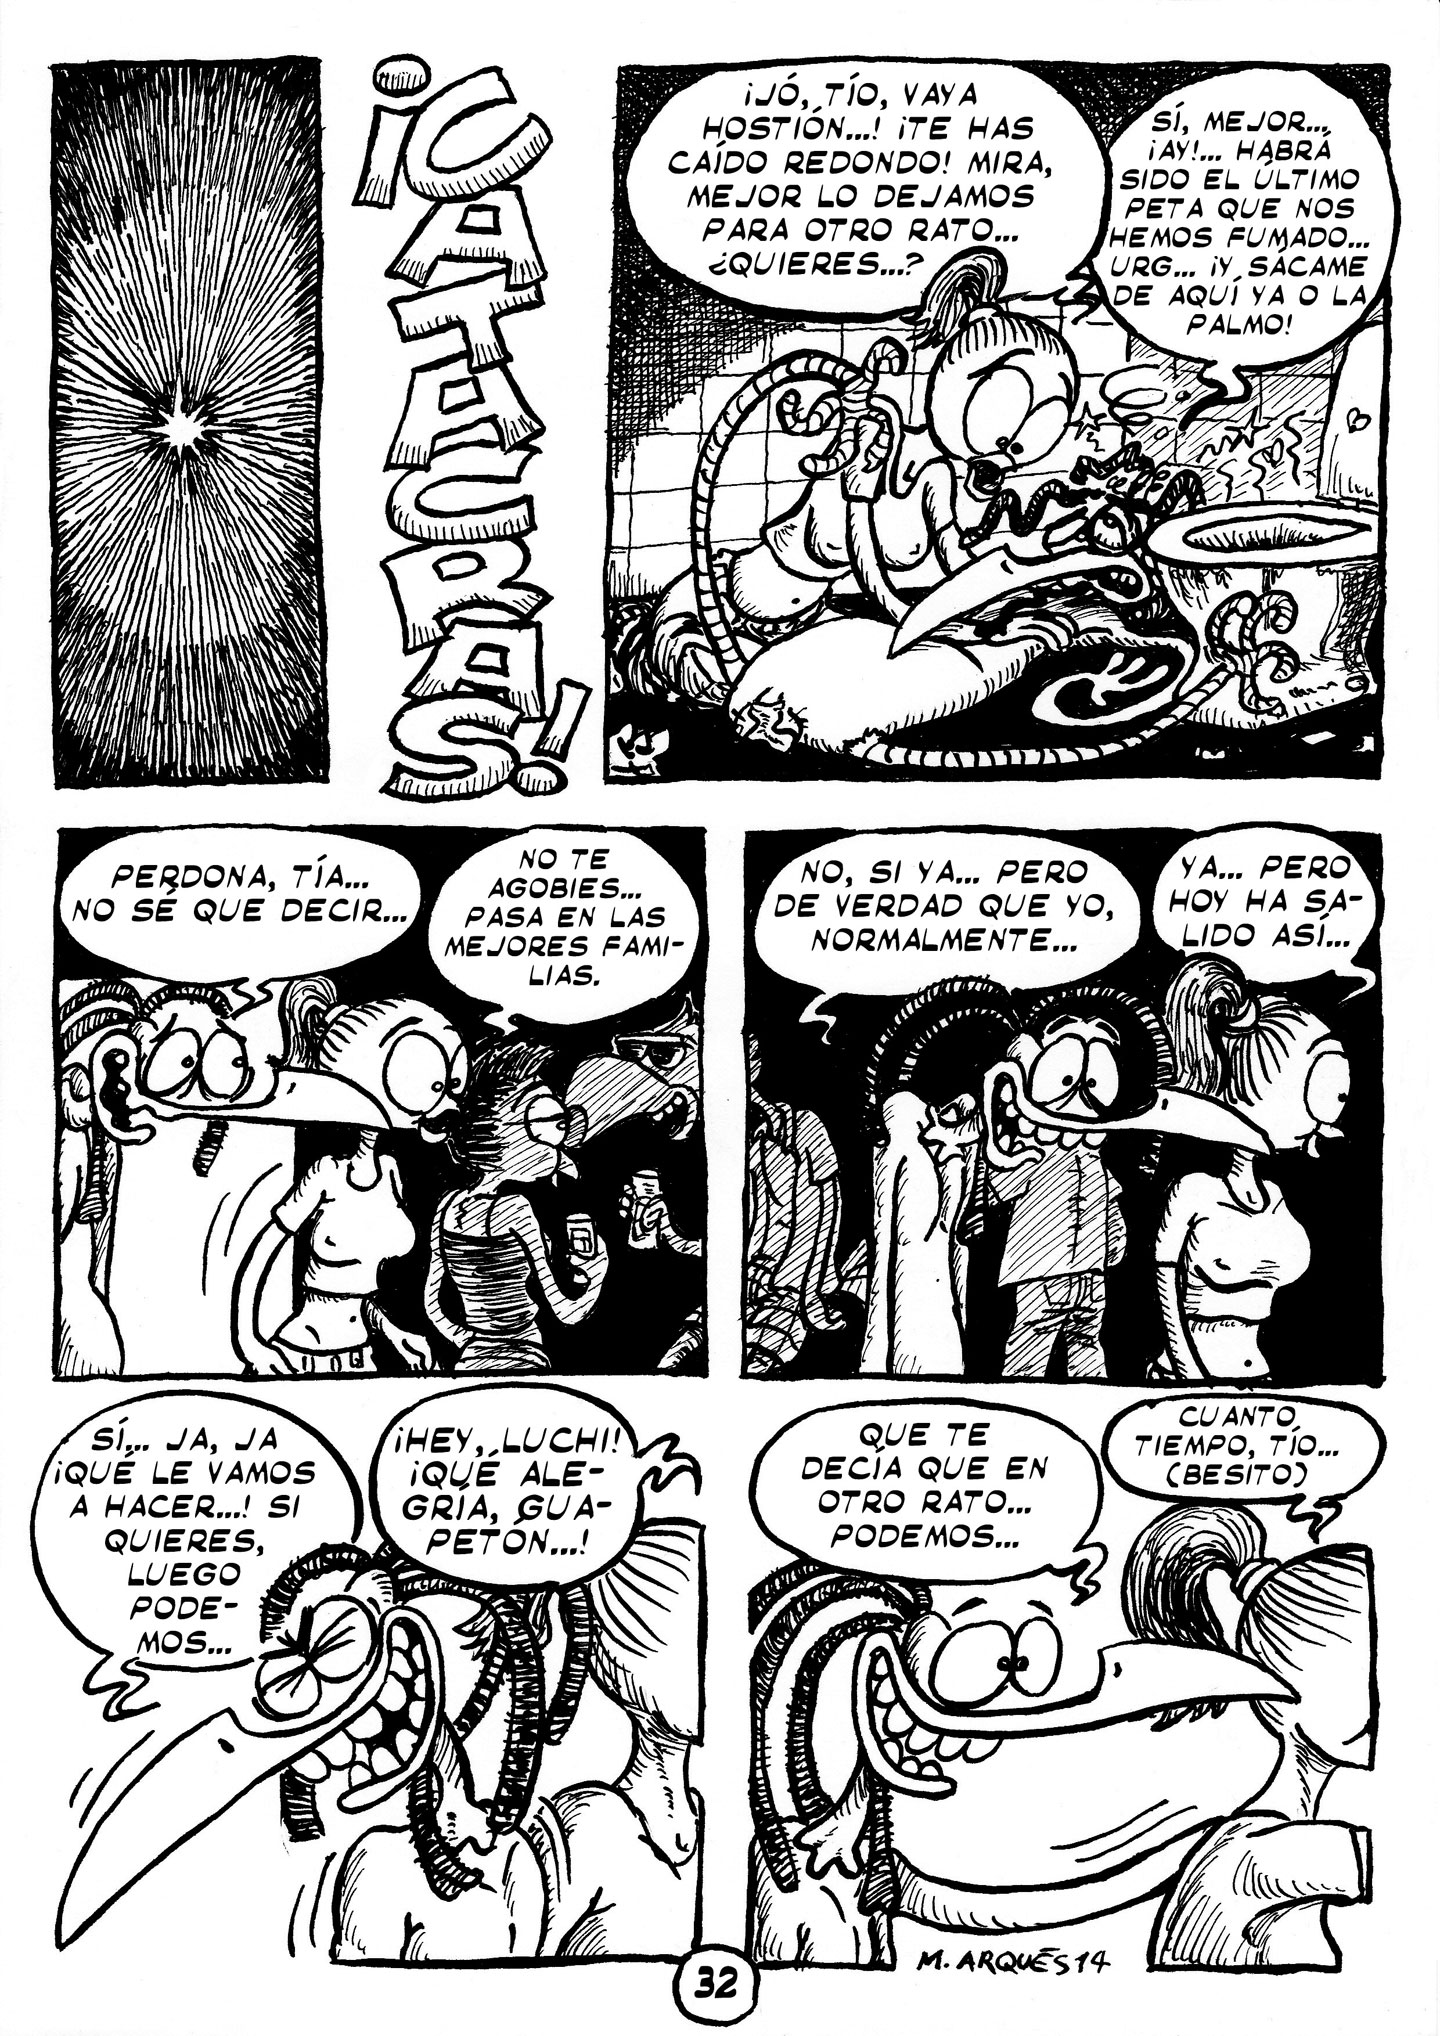 ¡CATACRAS!
¡JÓ, TÍO, VAYA
HOSTIÓN...! ¡TE HAS
CAÍDO REDONDO! MIRA,
MEJOR LO DEJAMOS
PARA OTRO RATO...
¿QUIERES...?
SÍ, MEJOR...
¡AY!... HABRÁ
SIDO EL ÚLTIMO
PETA QUE NOS
HEMOS FUMADO...
URG... ¡Y SÁCAME
DE AQUÍ YA O LA
PALMO!
PERDONA, TÍA...
NO SÉ QUE DECIR...
NO TE
AGOBIES...
PASA EN LAS
MEJORES FAMI-
LIAS.
NO, SI YA... PERO
DE VERDAD QUE YO,
NORMALMENTE...
YA... PERO
HOY HA SA-
LIDO ASÍ...
SÍ... JA, JA
¡QUÉ LE VAMOS
A HACER...! SI
QUIERES,
LUEGO
PODE-
MOS...
¡HEY, LUCHI!
¡QUÉ ALE-
GRÍA, GUA-
PETÓN...!
QUE TE
DECÍA QUE EN
OTRO RATO...
PODEMOS...
CUANTO
TIEMPO, TÍO...
(BESITO)
M. ARQUÉS 14
32